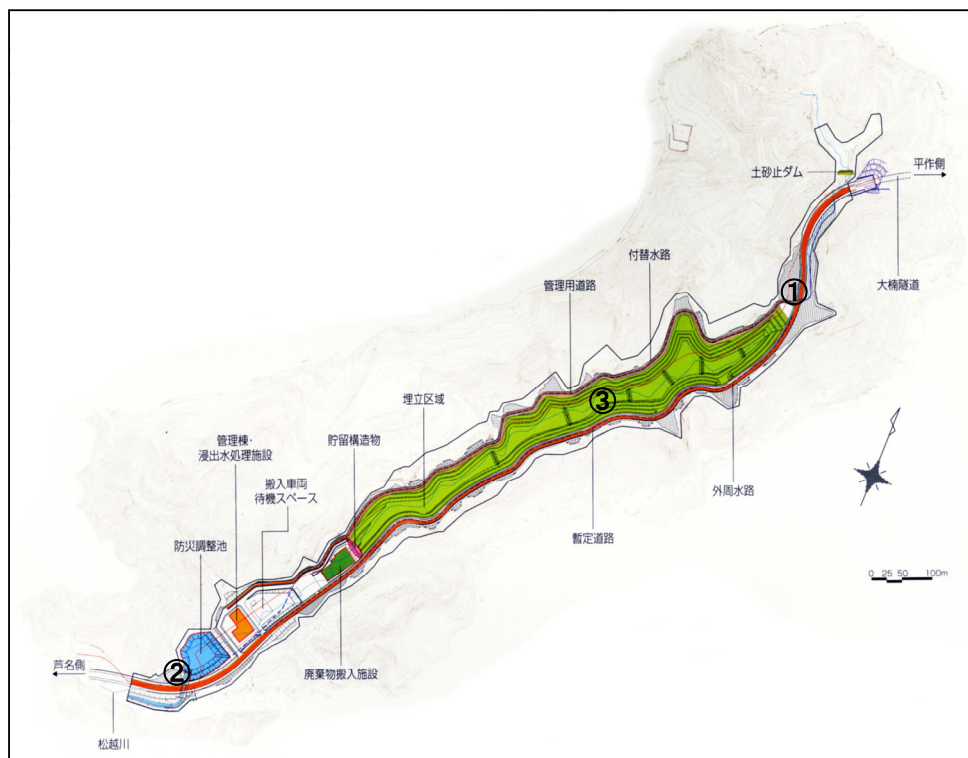 土砂止ダム
平作側
付替水路
管理用道路
大楠隧道
①
埋立区域
③
管理棟・
浸出水処理施設
貯留構造物
搬入車両
待機スペース
外周水路
暫定道路
防災調整池
0 25 50 100m
芦名側
②
廃棄物搬入施設
松越川